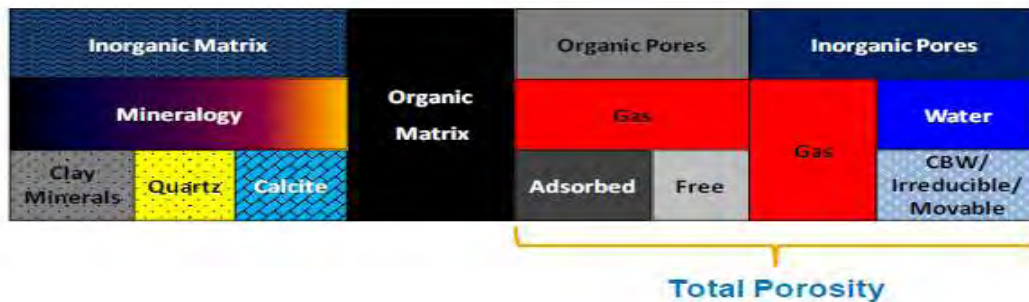 Inorganic Matrix
Organic Pores
Inorganic Pores
Mineralogy
Organic
Matrix
Gas
Gas
Water
Clay
Minerals
Quartz
Calcite
Adsorbed
Free
CBW/
Irreducible/
Movable
Total Porosity